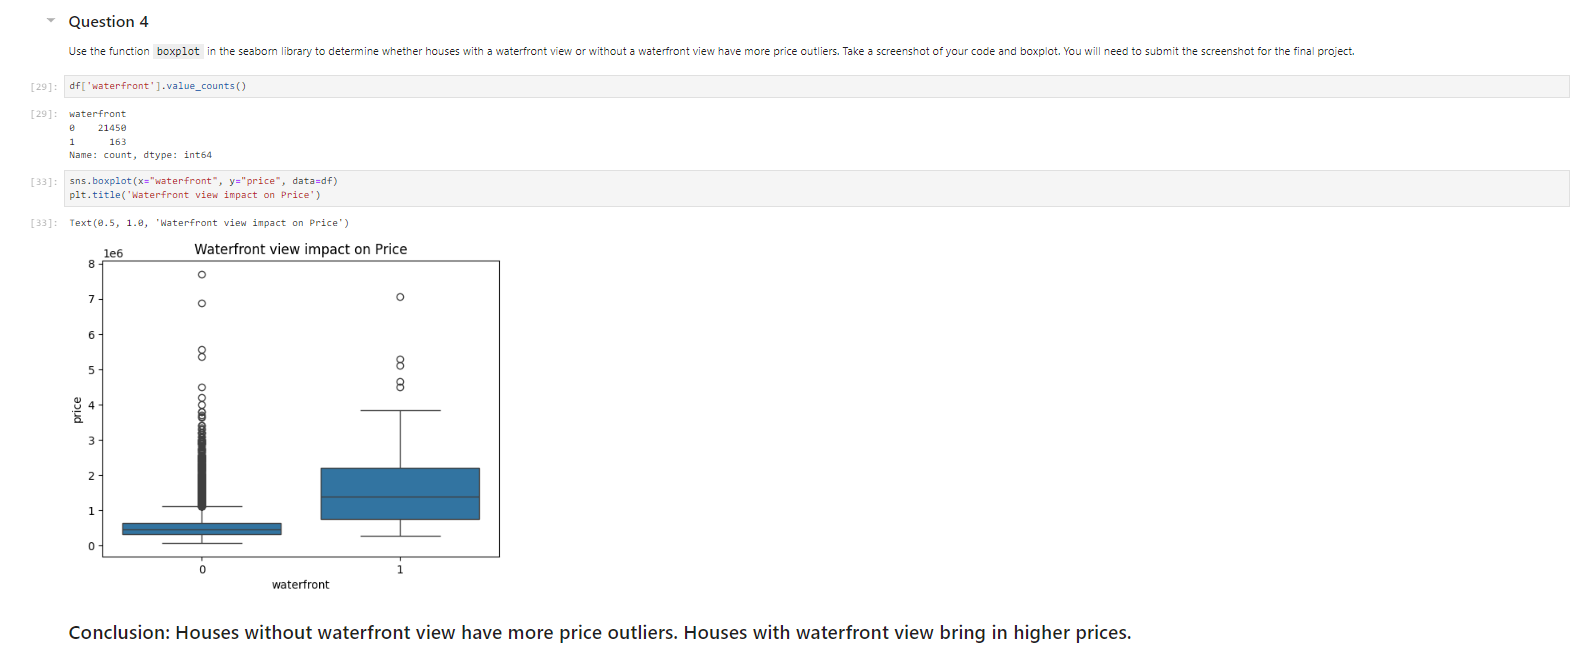 Question 4
Use the function boxplot in the seaborn library to determine whether houses with a waterfront view or without a waterfront view have more price outliers. Take a screenshot of your code and boxplot. You will need to submit the screenshot for the final project.
[29]: df['waterfront'].value_counts()
[29]: waterfront
0 21450
1 163
Name: count, dtype: int64
[33]: sns.boxplot(x="waterfront", y="price", data=df)
plt.title('Waterfront view impact on Price')
[33]: Text(0.5, 1.0, 'Waterfront view impact on Price')
Waterfront view impact on Price
1e6
8
7
6
5
4
3
2
1
0
price
0 1
waterfront
Conclusion: Houses without waterfront view have more price outliers. Houses with waterfront view bring in higher prices.